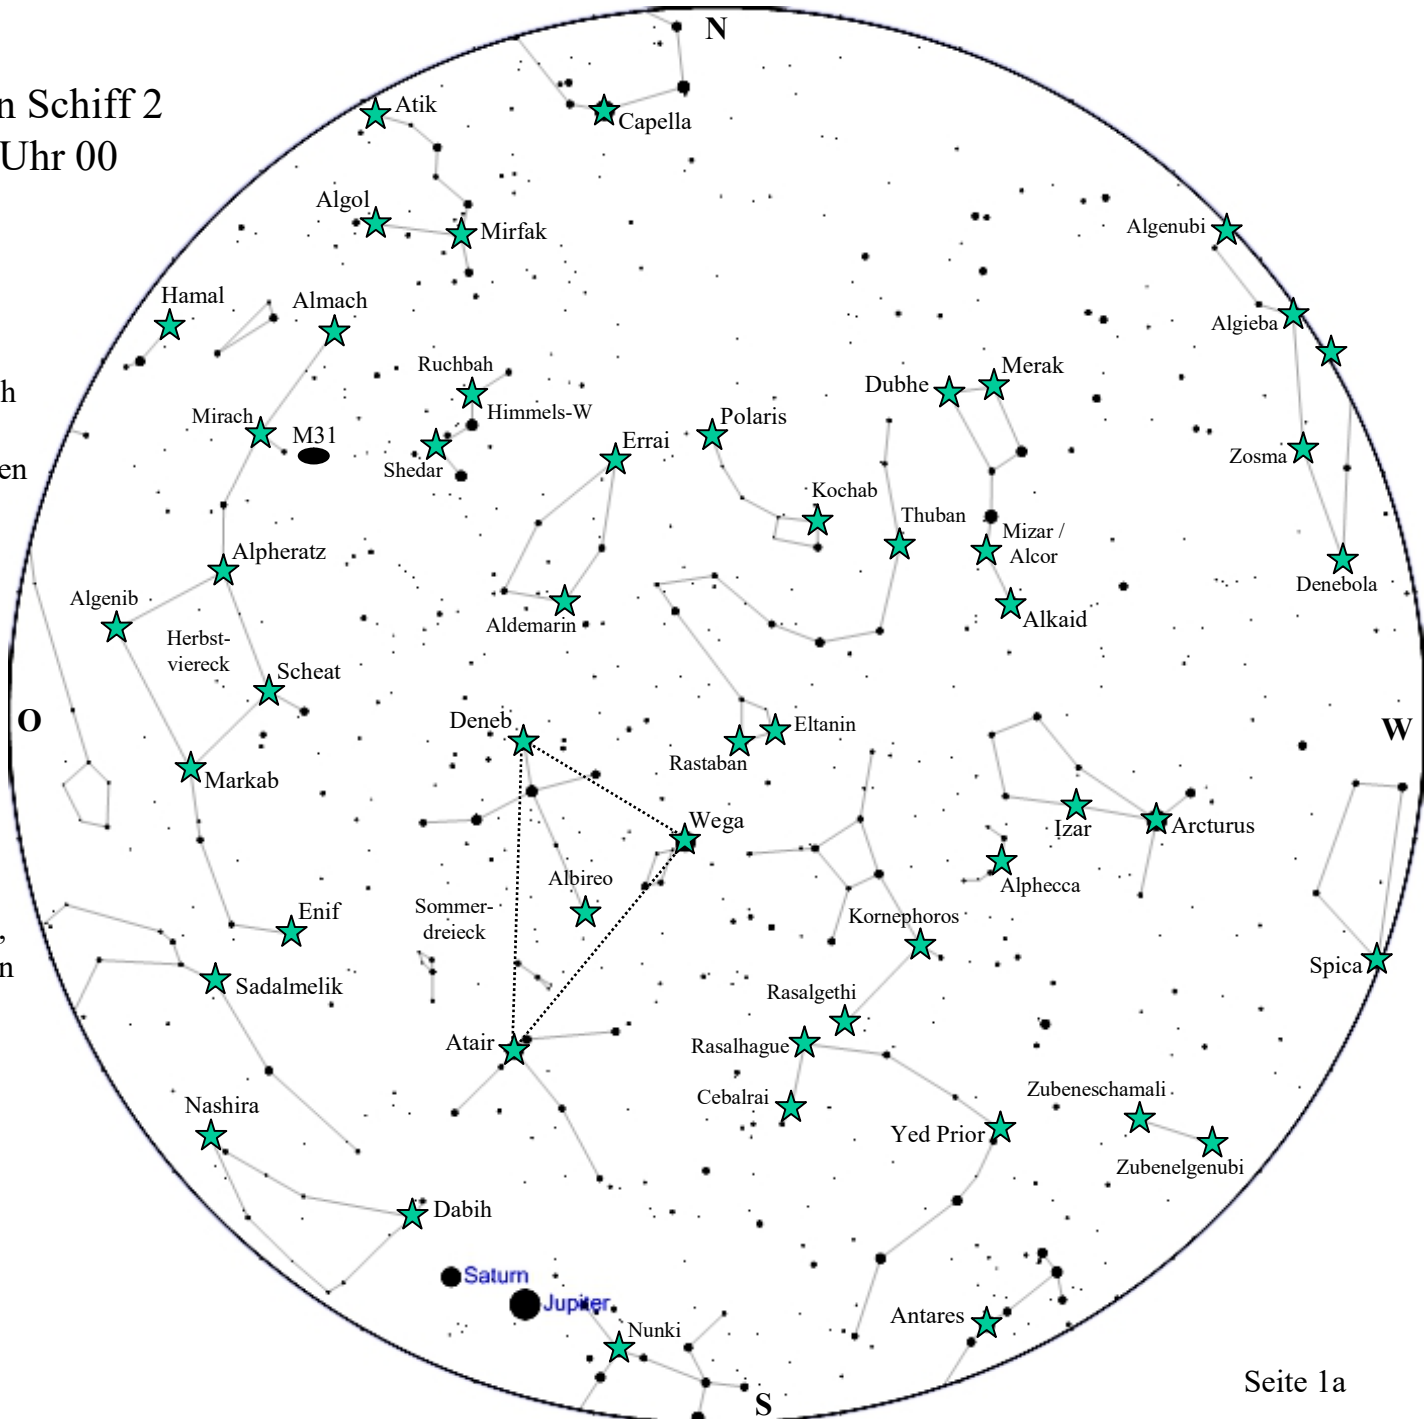 N
n Schiff 2
Uhr 00
Atik
Capella
Algol
Mirfak
Algenubi
Hamal
Almach
Algieba
h
Ruchbah
Merak
Dubhe
Himmels-W
Mirach
M31
Polaris
Errai
Zosma
en
Shedar
Kochab
Thuban
Mizar /
Alcor
Alpheratz
Denebola
Algenib
Aldemarin
Alkaid
Herbst-
viereck
Scheat
O
Deneb
Eltanin
W
Rastaban
Markab
Wega
Izar
Arcturus
Albireo
Alphecca
Enif
Sommer-
dreieck
Kornephoros
,
n
Spica
Sadalmelik
Rasalgethi
Atair
Rasalhague
Cebalrai
Zubeneschamali
Nashira
Yed Prior
Zubenelgenubi
Dabih
Saturn
Jupiter
Antares
Nunki
Seite 1a
S